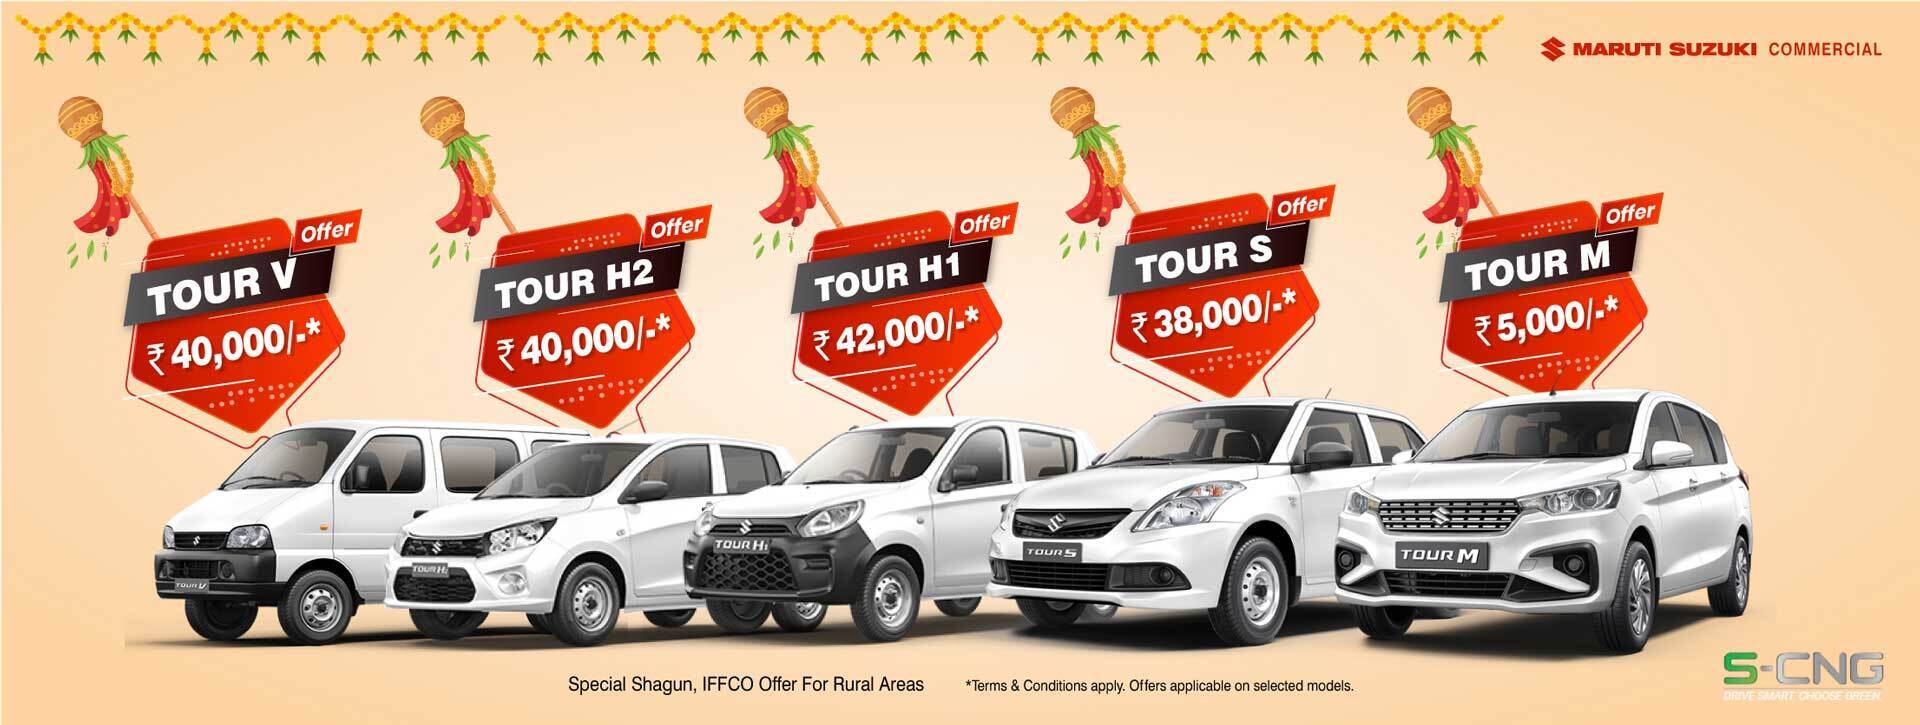 MARUTI SUZUKI COMMERCIAL
Offer
TOUR V
₹ 40,000/-*
Offer
TOUR H2
₹ 40,000/-*
Offer
TOUR H1
₹ 42,000/-*
Offer
TOUR S
₹ 38,000/-*
Offer
TOUR M
₹ 5,000/-*
TOUR V
TOUR H2
TOUR H1
TOUR S
TOUR M
S-CNG
DRIVE SMART CHOOSE GREEN
Special Shagun, IFFCO Offer For Rural Areas
*Terms & Conditions apply. Offers applicable on selected models.